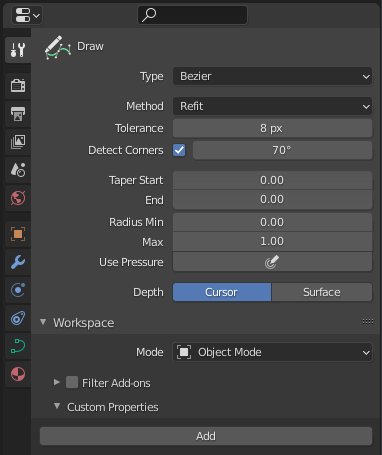 Draw
Type Bezier
Method Refit
Tolerance 8 px
Detect Corners 70°
Taper Start 0.00
End 0.00
Radius Min 0.00
Max 1.00
Use Pressure
Depth Cursor Surface
Workspace
Mode Object Mode
Filter Add-ons
Custom Properties
Add